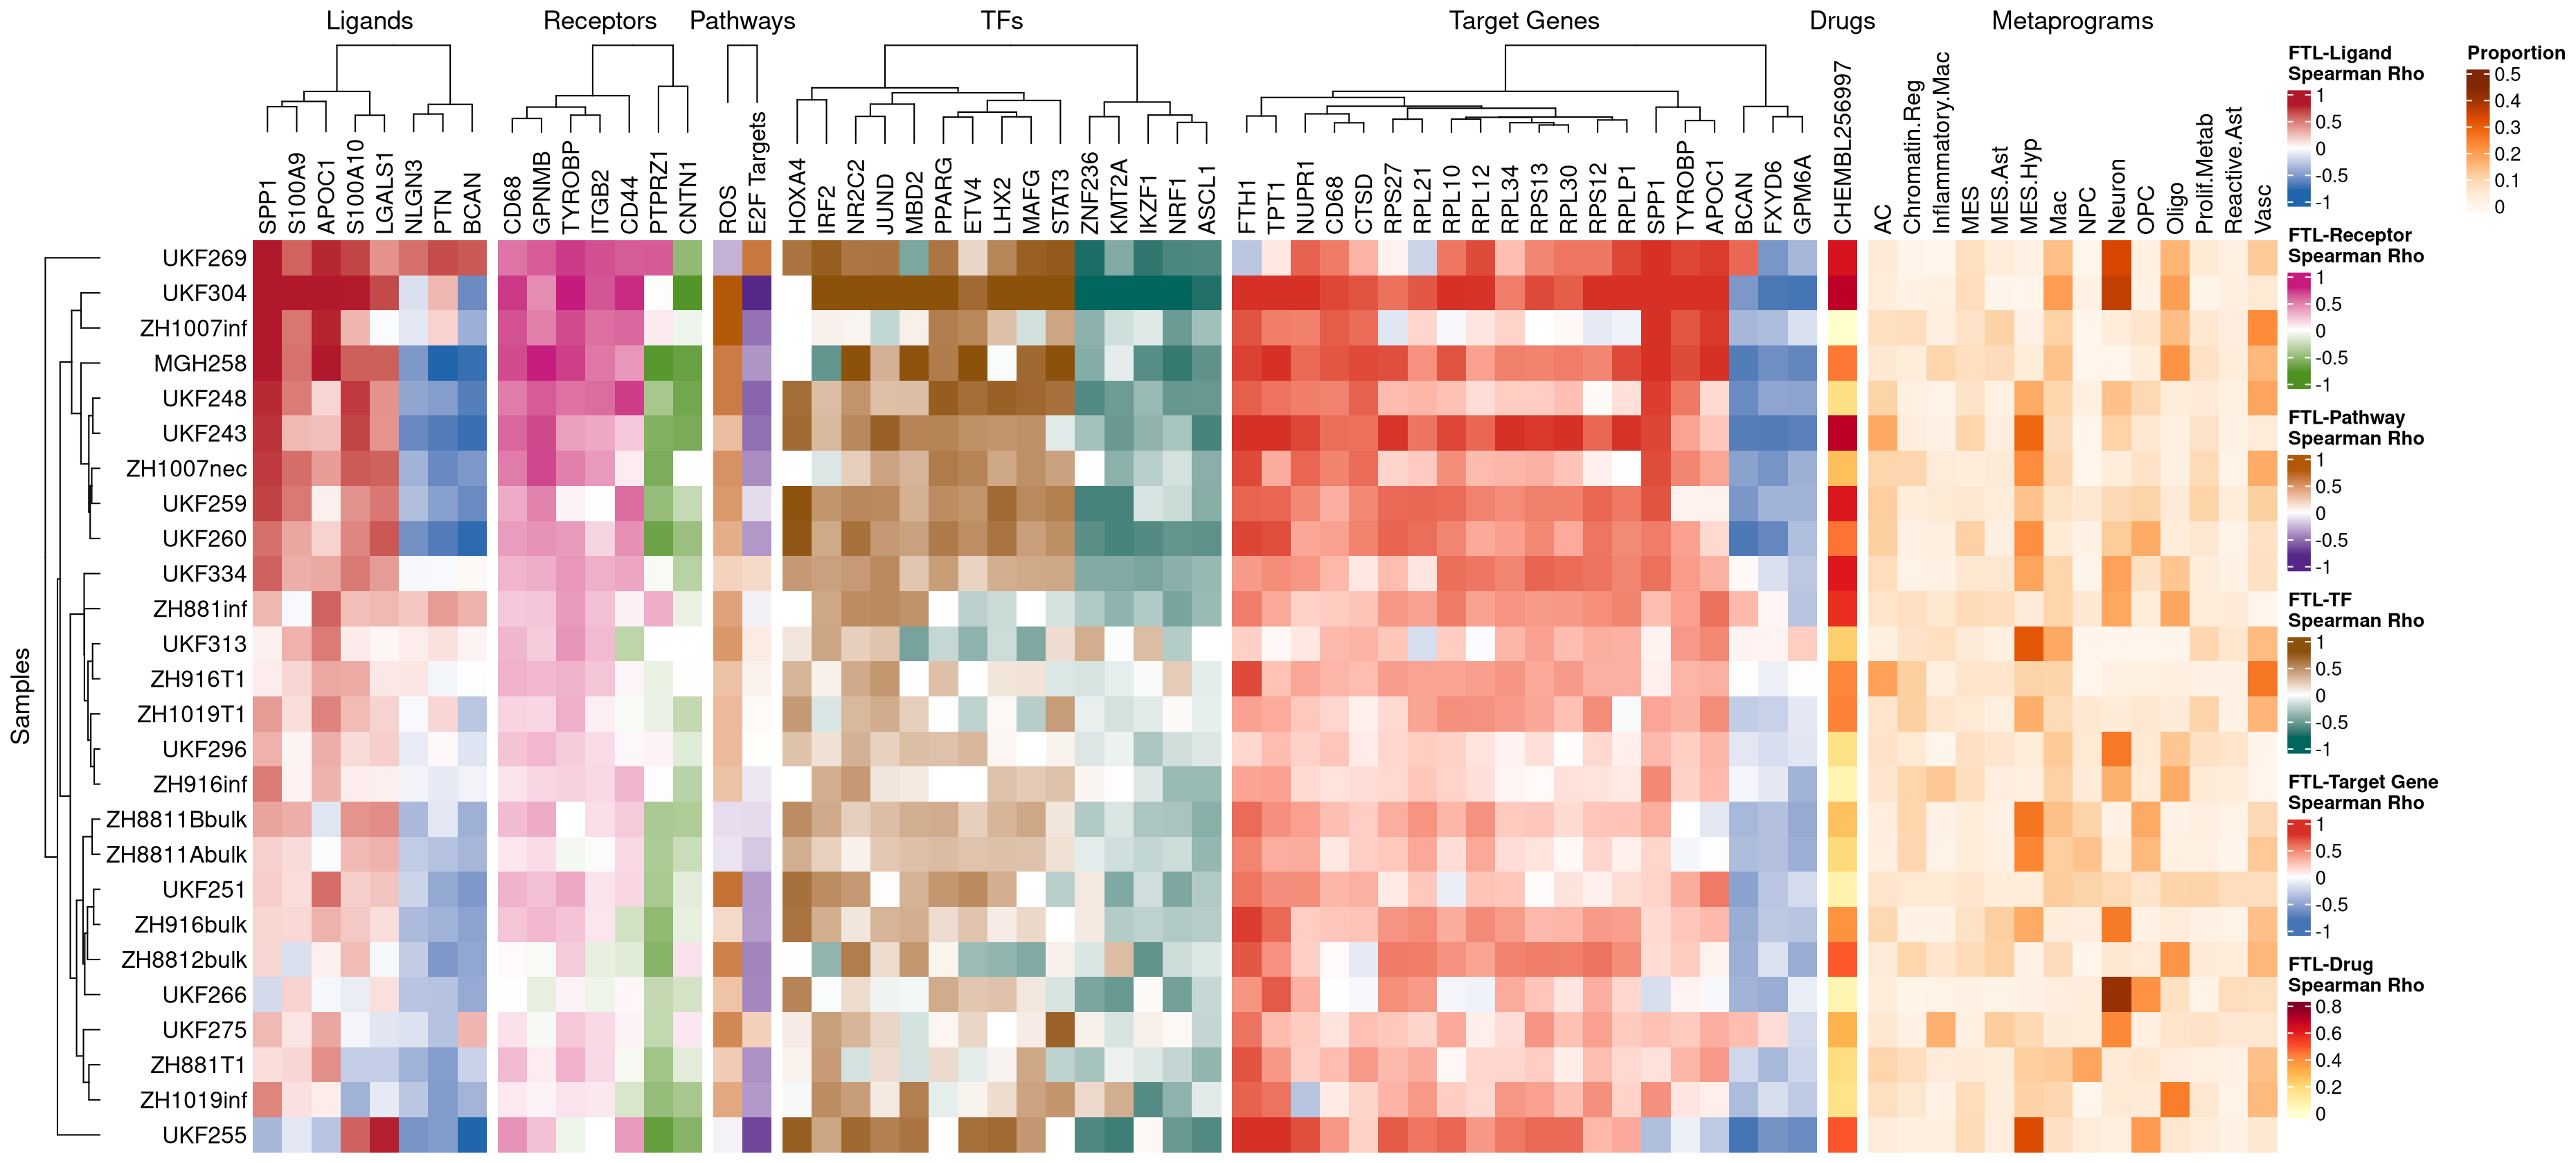 Ligands Receptors Pathways TFs Target Genes Drugs Metaprograms
SPP1 S100A9 APOC1 S100A10 LGALS1 NLGN3 PTN BCAN
CD68 GPNMB TYROBP ITGB2 CD44 PTPRZ1 CNTN1
ROS E2F Targets
HOXA4 IRF2 NR2C2 JUND MBD2 PPARG ETV4 LHX2 MAFG STAT3 ZNF236 KMT2A IKZF1 NRF1 ASCL1
FTH1 TPT1 NUPR1 CD68 CTSD RPS27 RPL21 RPL10 RPL12 RPL34 RPS13 RPL30 RPS12 RPLP1 SPP1 TYROBP APOC1 BCAN FXYD6 GPM6A
CHEMBL256997
AC Chromatin.Reg Inflammatory.Mac MES MES.Ast MES.Hyp Mac NPC Neuron OPC Oligo Prolif.Metab Reactive.Ast Vasc
Samples
UKF269
UKF304
ZH1007inf
MGH258
UKF248
UKF243
ZH1007nec
UKF259
UKF260
UKF334
ZH881inf
UKF313
ZH916T1
ZH1019T1
UKF296
ZH916inf
ZH8811Bbulk
ZH8811Abulk
UKF251
ZH916bulk
ZH8812bulk
UKF266
UKF275
ZH881T1
ZH1019inf
UKF255
FTL-Ligand
Spearman Rho
1
0.5
0
-0.5
-1
FTL-Receptor
Spearman Rho
1
0.5
0
-0.5
-1
FTL-Pathway
Spearman Rho
1
0.5
0
-0.5
-1
FTL-TF
Spearman Rho
1
0.5
0
-0.5
-1
FTL-Target Gene
Spearman Rho
1
0.5
0
-0.5
-1
FTL-Drug
Spearman Rho
0.8
0.6
0.4
0.2
0
Proportion
0.5
0.4
0.3
0.2
0.1
0